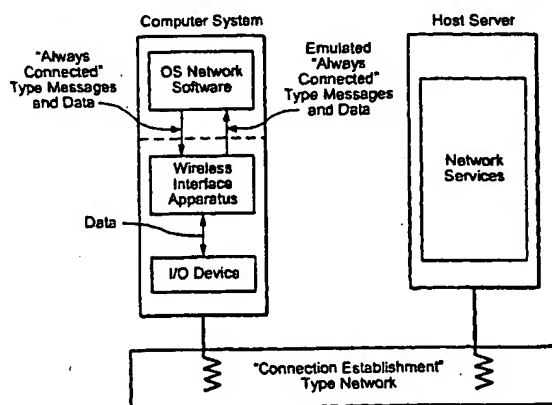 Computer System
Host Server
"Always
Connected"
Type Messages
and Data
OS Network
Software
Emulated
"Always
Connected"
Type Messages
and Data
Wireless
Interface
Apparatus
Data
I/O Device
Network
Services
"Connection Establishment"
Type Network